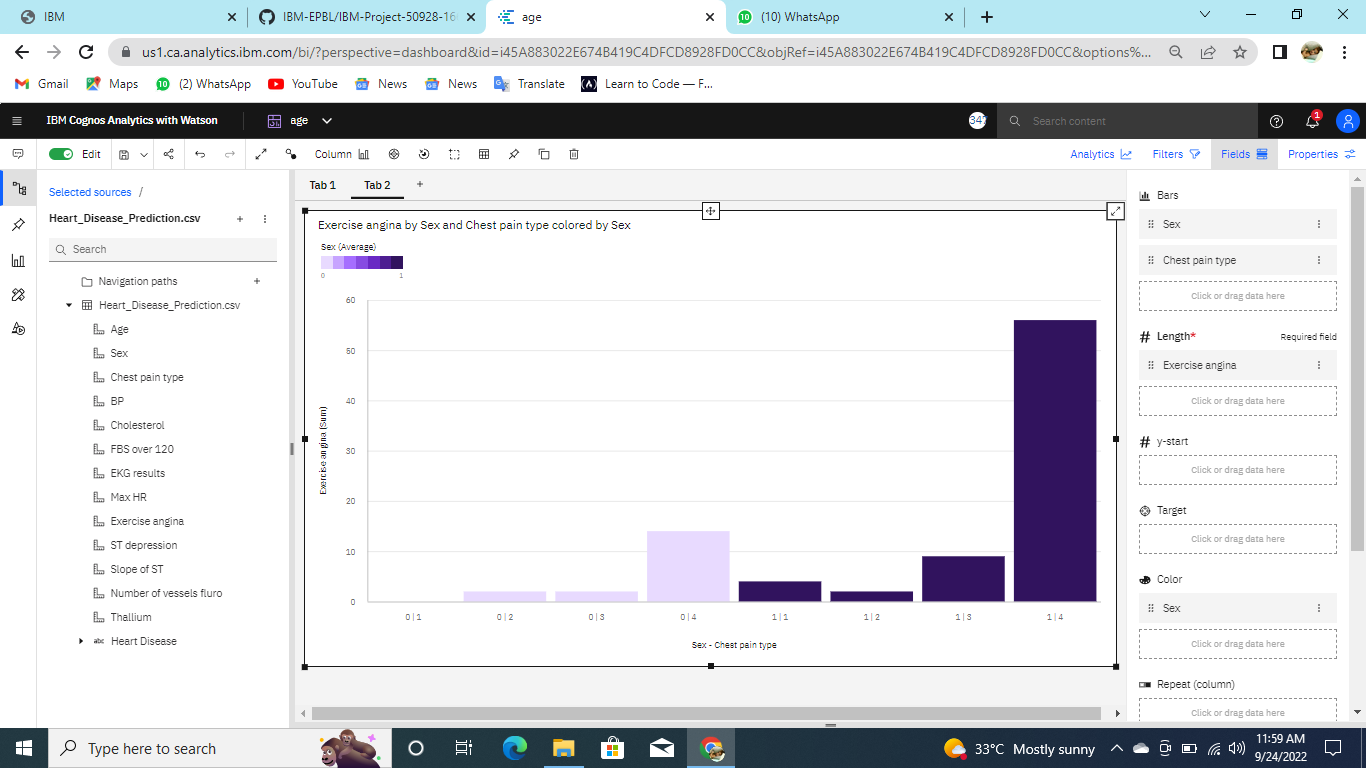 IBM
IBM-EPBL/IBM-Project-50928-16
age
(10) WhatsApp
us1.ca.analytics.ibm.com/bi/?perspective=dashboard&id=i45A883022E674B419C4DFCD8928FD0CC&objRef=i45A883022E674B419C4DFCD8928FD0CC&options%...
Gmail
Maps
(2) WhatsApp
YouTube
News
News
Translate
Learn to Code — F...
IBM Cognos Analytics with Watson
age
347
Search content
1
Edit
Column
Analytics
Filters
Fields
Properties
Selected sources /
Heart_Disease_Prediction.csv
Search
Navigation paths
Heart_Disease_Prediction.csv
Age
Sex
Chest pain type
BP
Cholesterol
FBS over 120
EKG results
Max HR
Exercise angina
ST depression
Slope of ST
Number of vessels fluro
Thallium
abc Heart Disease
Tab 1
Tab 2
Exercise angina by Sex and Chest pain type colored by Sex
Sex (Average)
0 1
Exercise angina (Sum)
60
50
40
30
20
10
0
0 | 1
0 | 2
0 | 3
0 | 4
1 | 1
1 | 2
1 | 3
1 | 4
Sex - Chest pain type
Bars
Sex
Chest pain type
Click or drag data here
Length* Required field
Exercise angina
Click or drag data here
y-start
Click or drag data here
Target
Click or drag data here
Color
Sex
Click or drag data here
Repeat (column)
Click or drag data here
Type here to search
33°C Mostly sunny
11:59 AM
9/24/2022